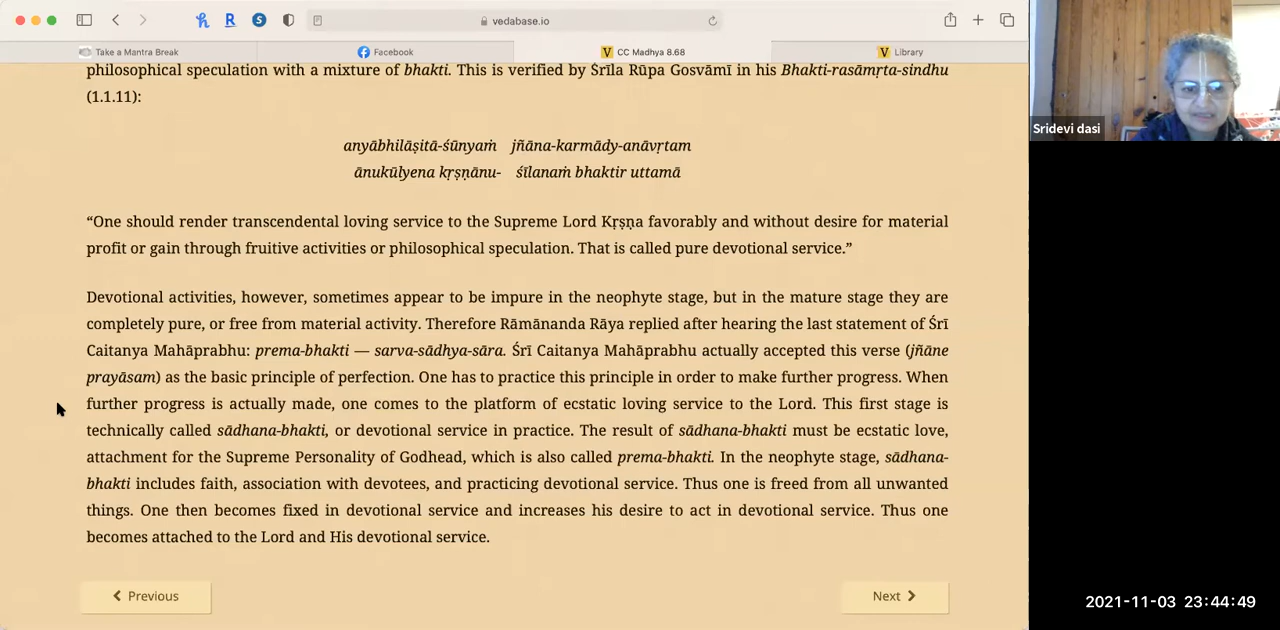 vedabase.io
Take a Mantra Break
Facebook
CC Madhya 8.68
Library
philosophical speculation with a mixture of bhakti. This is verified by Śrīla Rūpa Gosvāmī in his Bhakti-rasāmṛta-sindhu
(1.1.11):
anyābhilāṣitā-śūnyaṁ jñāna-karmādy-anāvṛtam
ānukūlyena kṛṣṇānu- śīlanaṁ bhaktir uttamā
“One should render transcendental loving service to the Supreme Lord Kṛṣṇa favorably and without desire for material
profit or gain through fruitive activities or philosophical speculation. That is called pure devotional service.”
Devotional activities, however, sometimes appear to be impure in the neophyte stage, but in the mature stage they are
completely pure, or free from material activity. Therefore Rāmānanda Rāya replied after hearing the last statement of Śrī
Caitanya Mahāprabhu: prema-bhakti — sarva-sādhya-sāra. Śrī Caitanya Mahāprabhu actually accepted this verse (jñāne
prayāsam) as the basic principle of perfection. One has to practice this principle in order to make further progress. When
further progress is actually made, one comes to the platform of ecstatic loving service to the Lord. This first stage is
technically called sādhana-bhakti, or devotional service in practice. The result of sādhana-bhakti must be ecstatic love,
attachment for the Supreme Personality of Godhead, which is also called prema-bhakti. In the neophyte stage, sādhana-
bhakti includes faith, association with devotees, and practicing devotional service. Thus one is freed from all unwanted
things. One then becomes fixed in devotional service and increases his desire to act in devotional service. Thus one
becomes attached to the Lord and His devotional service.
Previous
Next
Sridevi dasi
2021-11-03 23:44:49